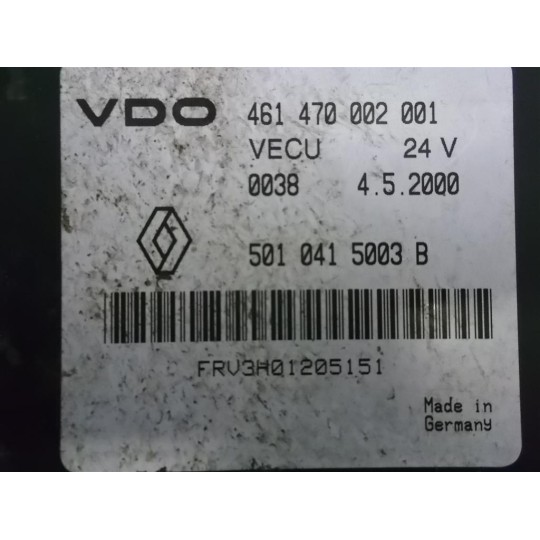 VDO 461 470 002 001
VECU 24 V
0038 4.5.2000
501 041 5003 B
FRV3H01205151
Made in
Germany